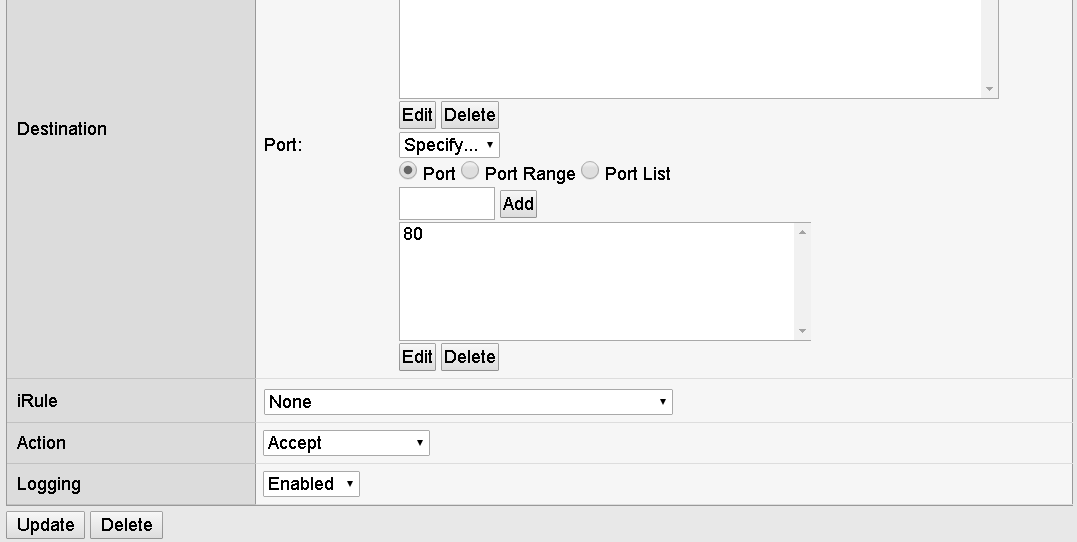 Edit Delete
Destination
Port:
Specify...
Port Port Range Port List
Add
80
Edit Delete
iRule None
Action Accept
Logging Enabled
Update Delete